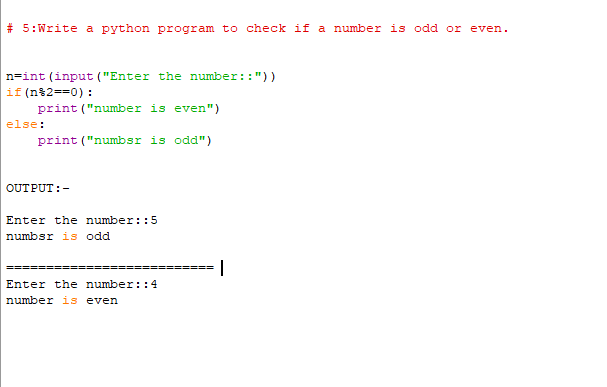 # 5:Write a python program to check if a number is odd or even.
n=int(input("Enter the number::"))
if(n%2==0):
    print("number is even")
else:
    print("numbsr is odd")
OUTPUT:-
Enter the number::5
numbsr is odd
==========================
Enter the number::4
number is even